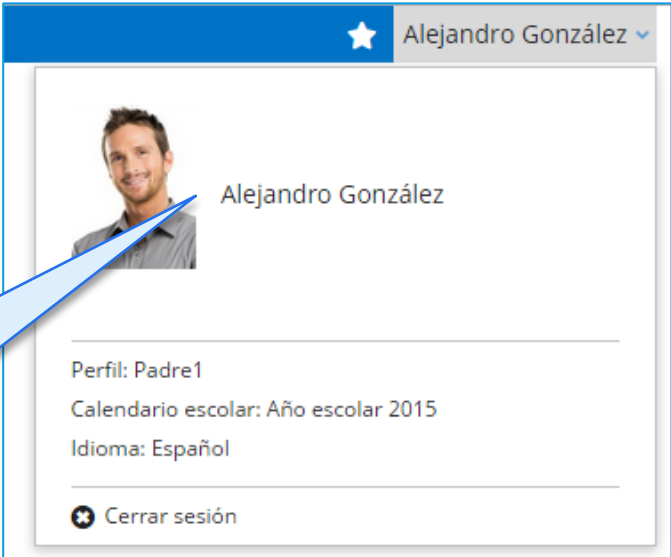 Alejandro González
Alejandro González
Perfil: Padre1
Calendario escolar: Año escolar 2015
Idioma: Español
Cerrar sesión